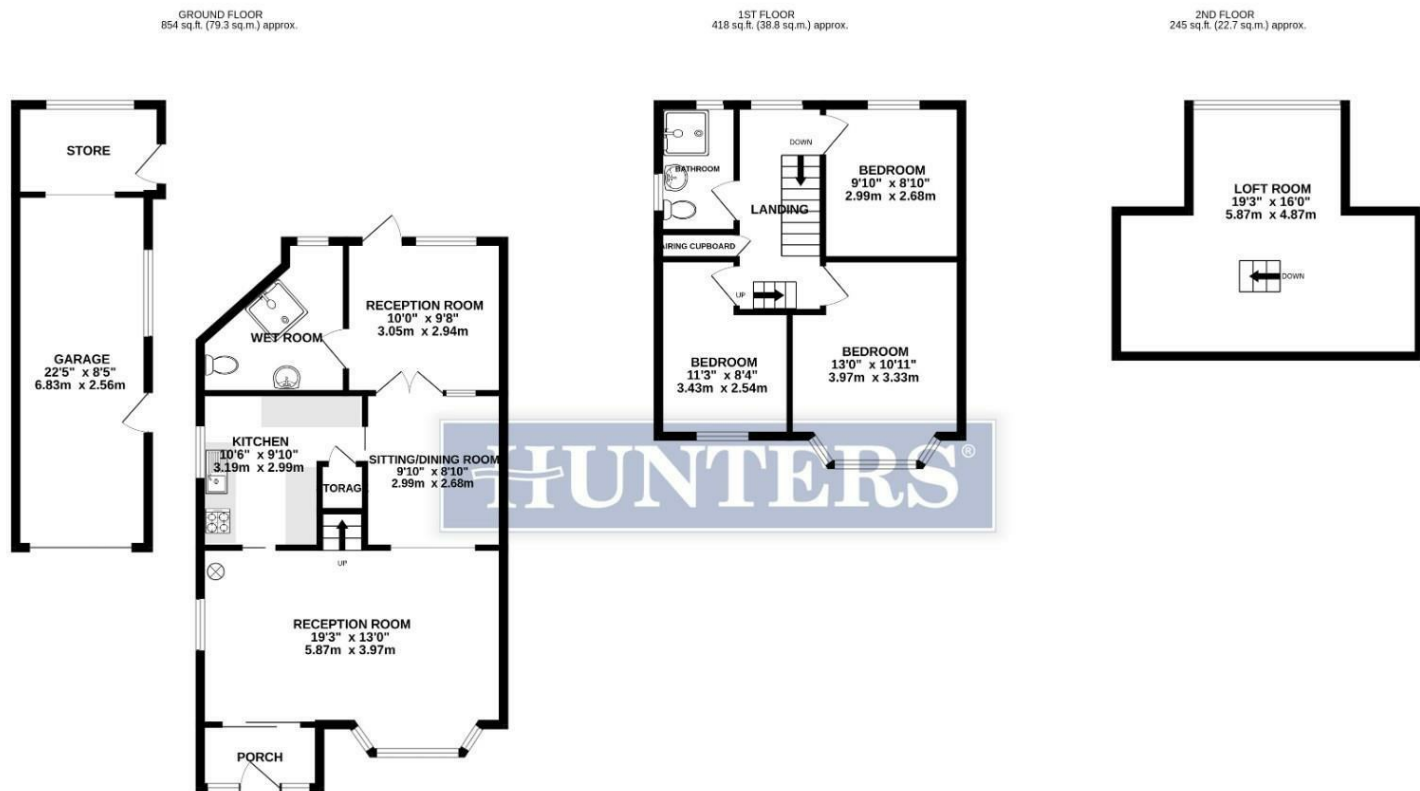 GROUND FLOOR
854 sq.ft. (79.3 sq.m.) approx.
1ST FLOOR
418 sq.ft. (38.8 sq.m.) approx.
2ND FLOOR
245 sq.ft. (22.7 sq.m.) approx.
STORE
GARAGE
22'5" x 8'5"
6.83m x 2.56m
RECEPTION ROOM
10'0" x 9'8"
3.05m x 2.94m
WET ROOM
KITCHEN
10'6" x 9'10"
3.19m x 2.99m
SITTING/DINING ROOM
9'10" x 8'10"
2.99m x 2.68m
TORAG
UP
RECEPTION ROOM
19'3" x 13'0"
5.87m x 3.97m
PORCH
DOWN
BATHROOM
BEDROOM
9'10" x 8'10"
2.99m x 2.68m
LANDING
AIRING CUPBOARD
UP
BEDROOM
11'3" x 8'4"
3.43m x 2.54m
BEDROOM
13'0" x 10'11"
3.97m x 3.33m
LOFT ROOM
19'3" x 16'0"
5.87m x 4.87m
DOWN
HUNTERS®